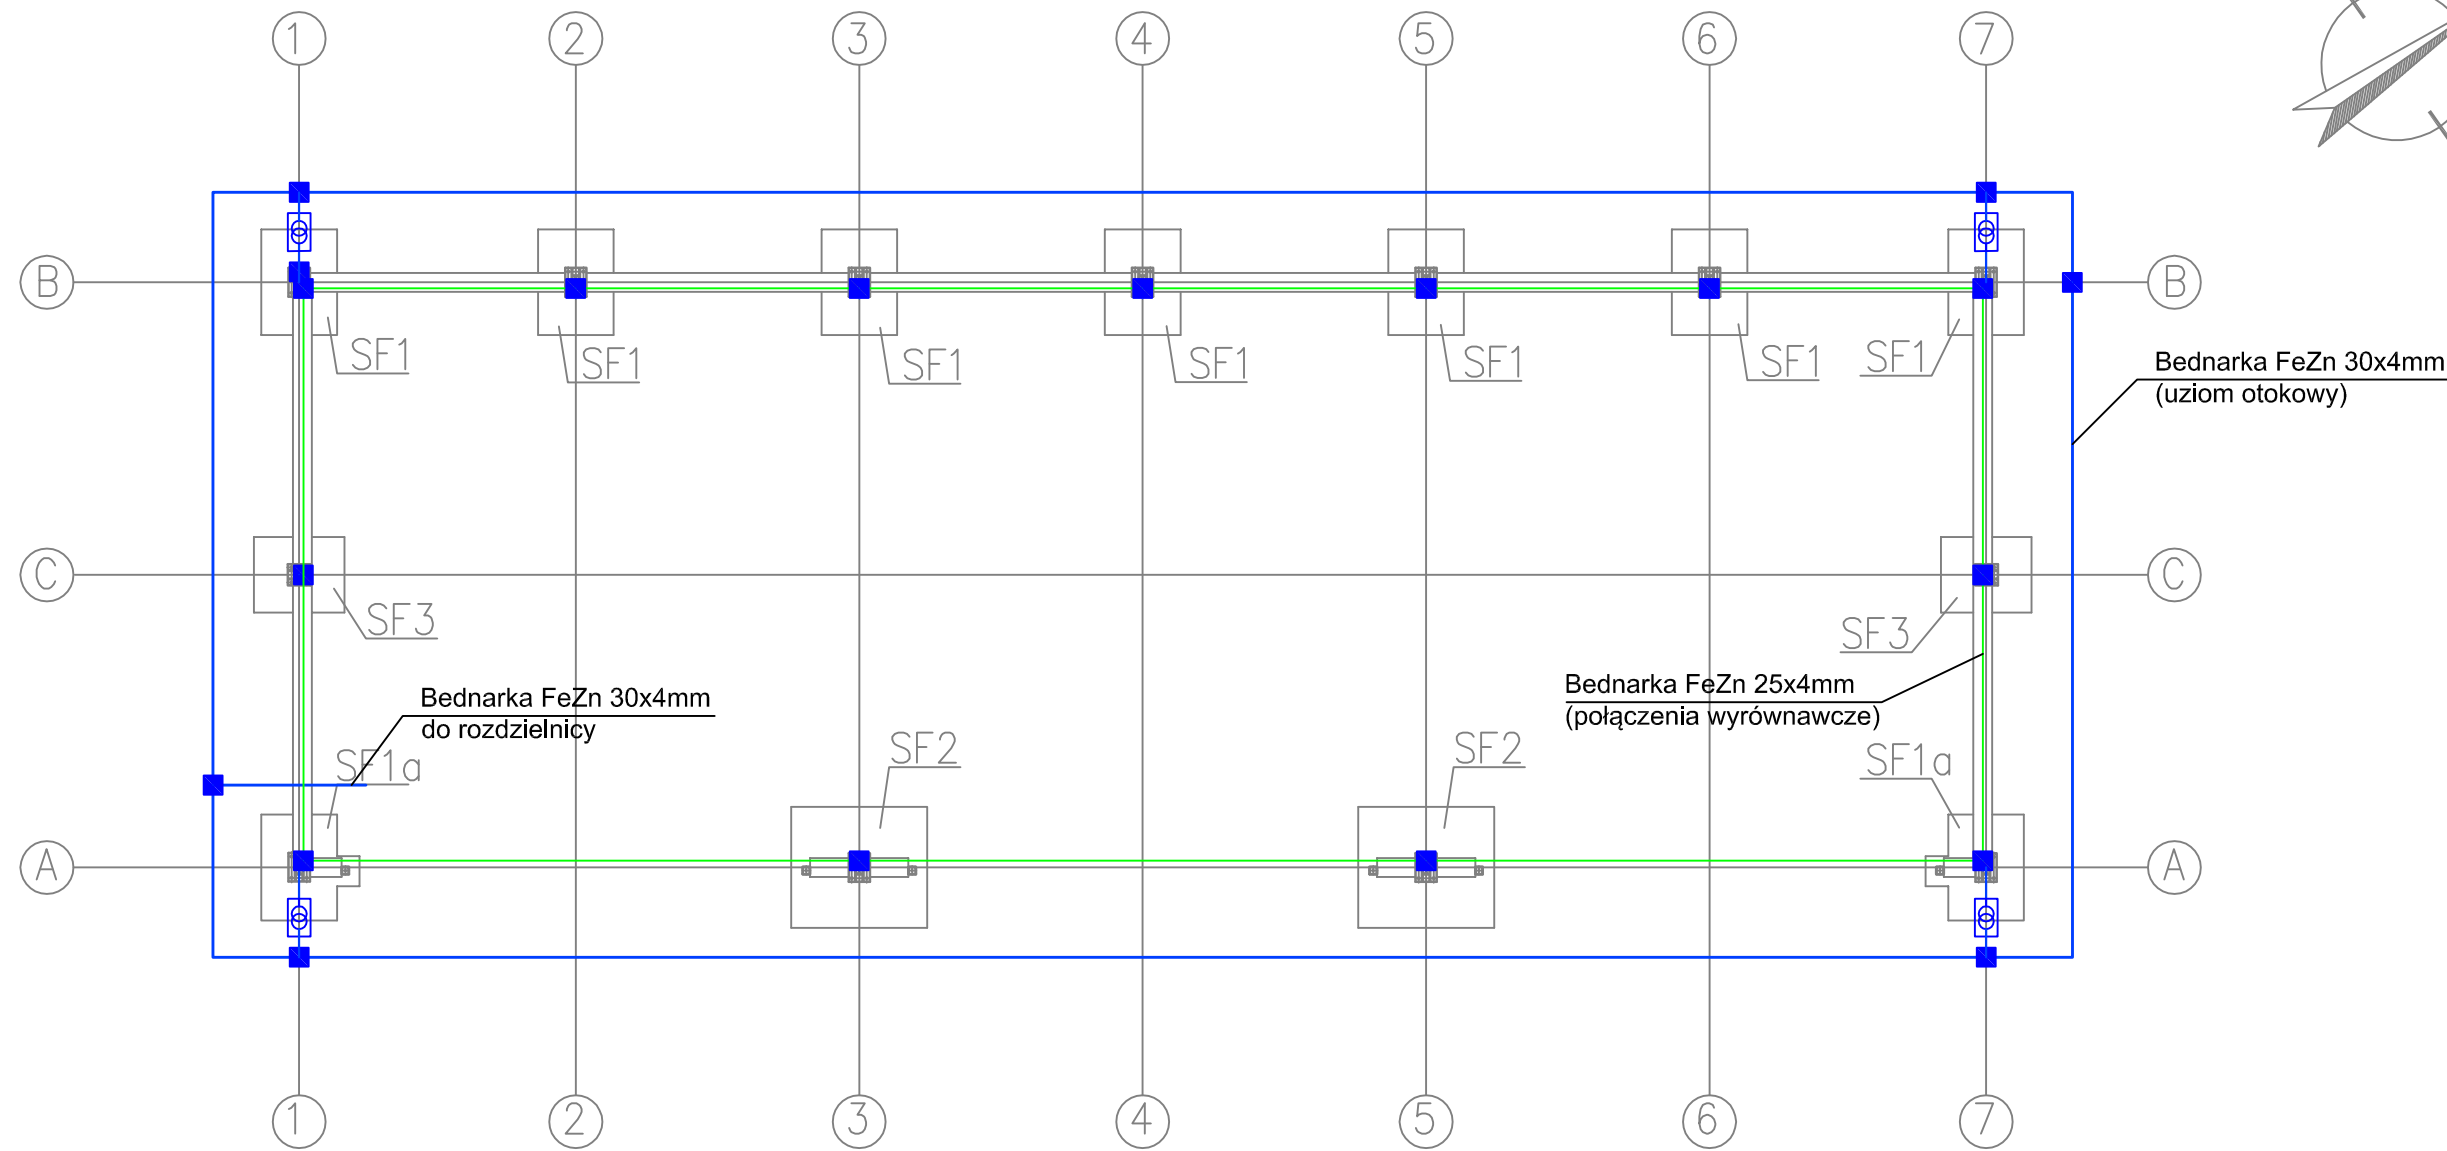 1 2 3 4 5 6 7
B B
SF1 SF1 SF1 SF1 SF1 SF1 SF1
Bednarka FeZn 30x4mm
(uziom otokowy)
C C
SF3 SF3
Bednarka FeZn 30x4mm
do rozdzielnicy
Bednarka FeZn 25x4mm
(połączenia wyrównawcze)
SF1a SF2 SF2 SF1a
A A
1 2 3 4 5 6 7